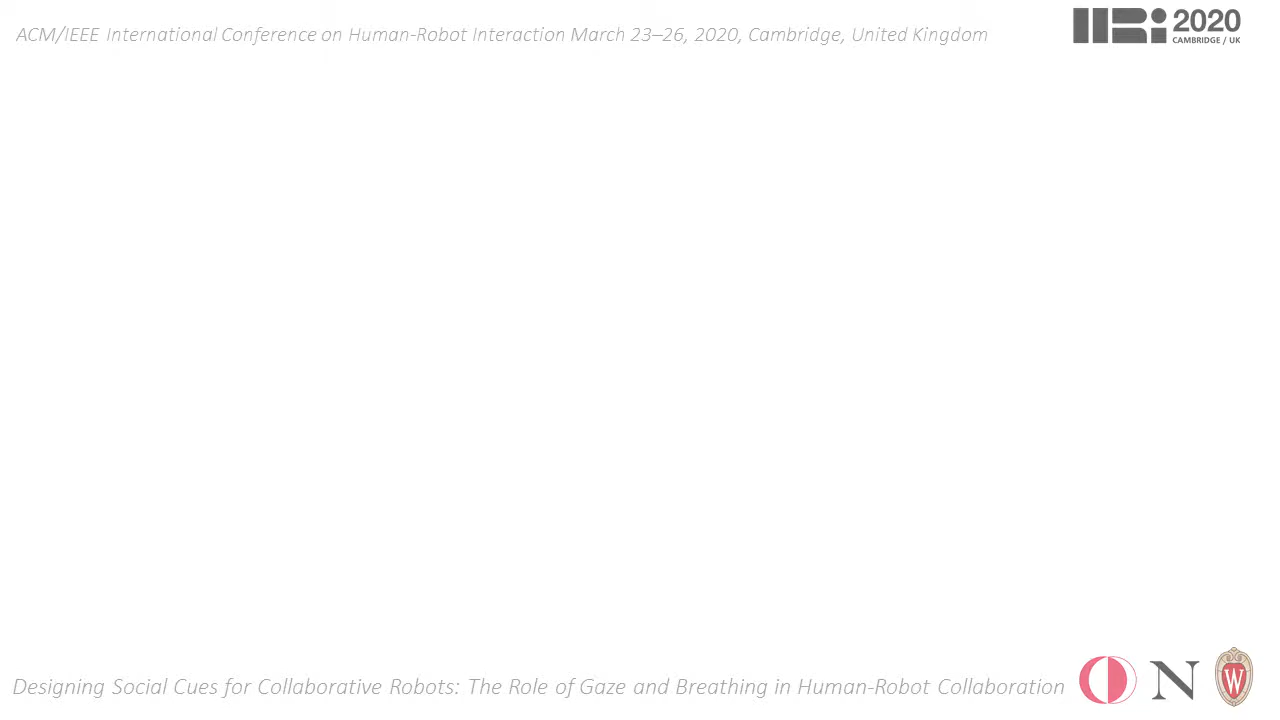 ACM/IEEE International Conference on Human-Robot Interaction March 23–26, 2020, Cambridge, United Kingdom
HRi 2020
CAMBRIDGE / UK
Designing Social Cues for Collaborative Robots: The Role of Gaze and Breathing in Human-Robot Collaboration
N
W